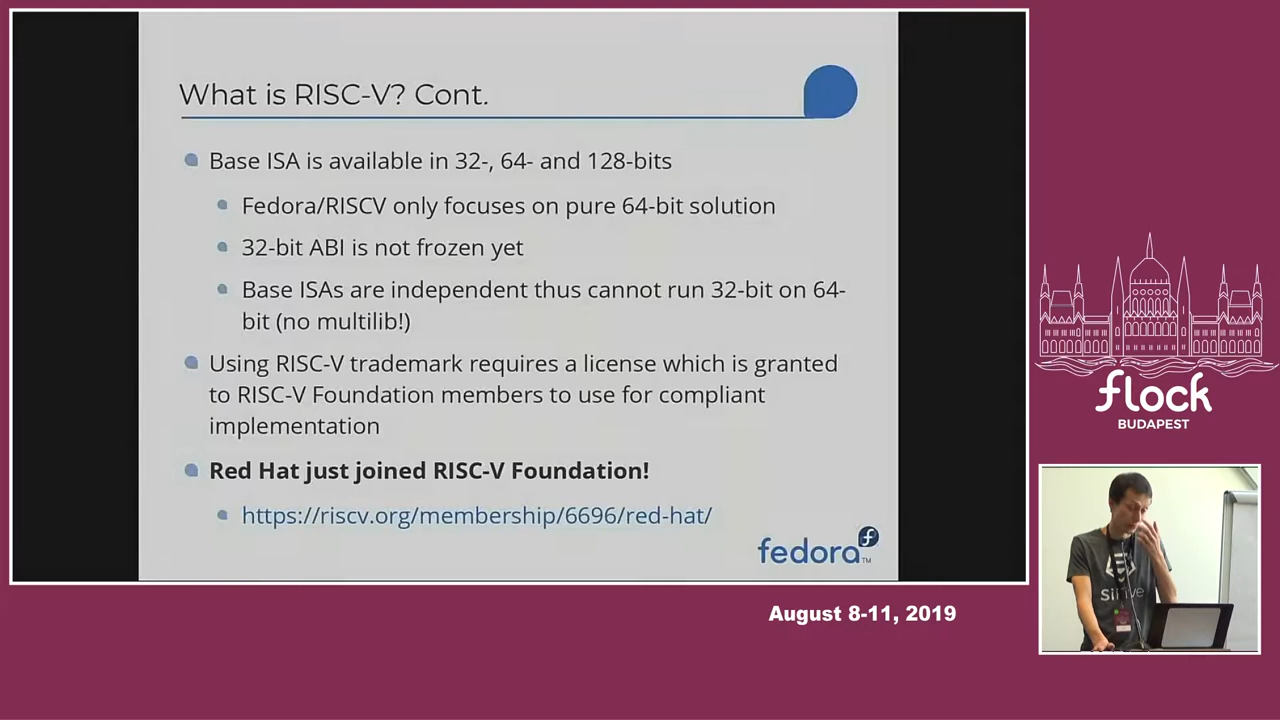 What is RISC-V? Cont.
Base ISA is available in 32-, 64- and 128-bits
Fedora/RISCV only focuses on pure 64-bit solution
32-bit ABI is not frozen yet
Base ISAs are independent thus cannot run 32-bit on 64-
bit (no multilib!)
Using RISC-V trademark requires a license which is granted
to RISC-V Foundation members to use for compliant
implementation
Red Hat just joined RISC-V Foundation!
https://riscv.org/membership/6696/red-hat/
fedora™
flock
BUDAPEST
August 8-11, 2019